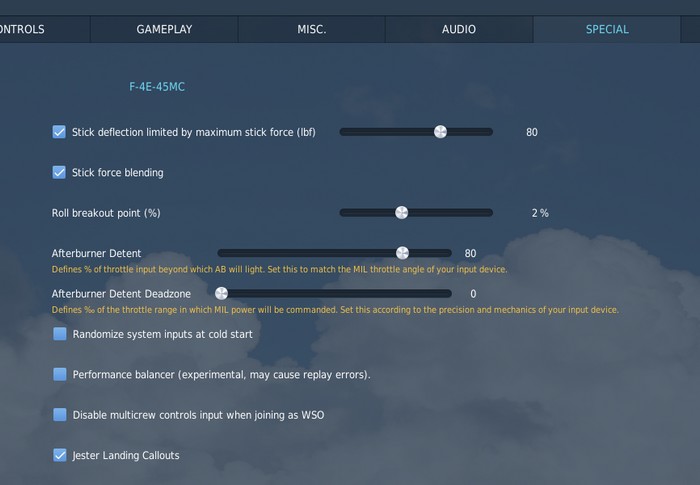 ONTROLS
GAMEPLAY
MISC.
AUDIO
SPECIAL
F-4E-45MC
Stick deflection limited by maximum stick force (lbf) 80
Stick force blending
Roll breakout point (%) 2 %
Afterburner Detent 80
Defines % of throttle input beyond which AB will light. Set this to match the MIL throttle angle of your input device.
Afterburner Detent Deadzone 0
Defines ‰ of the throttle range in which MIL power will be commanded. Set this according to the precision and mechanics of your input device.
Randomize system inputs at cold start
Performance balancer (experimental, may cause replay errors).
Disable multicrew controls input when joining as WSO
Jester Landing Callouts